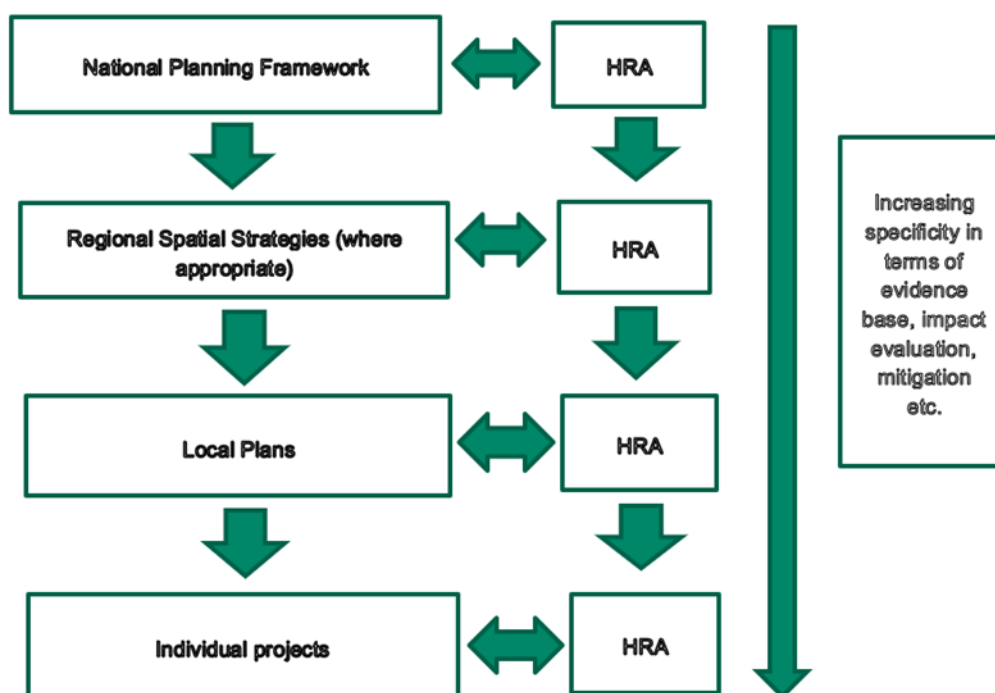 National Planning Framework
HRA
Regional Spatial Strategies (where
appropriate)
HRA
Local Plans
HRA
Individual projects
HRA
Increasing
specificity in
terms of
evidence
base, impact
evaluation,
mitigation
etc.